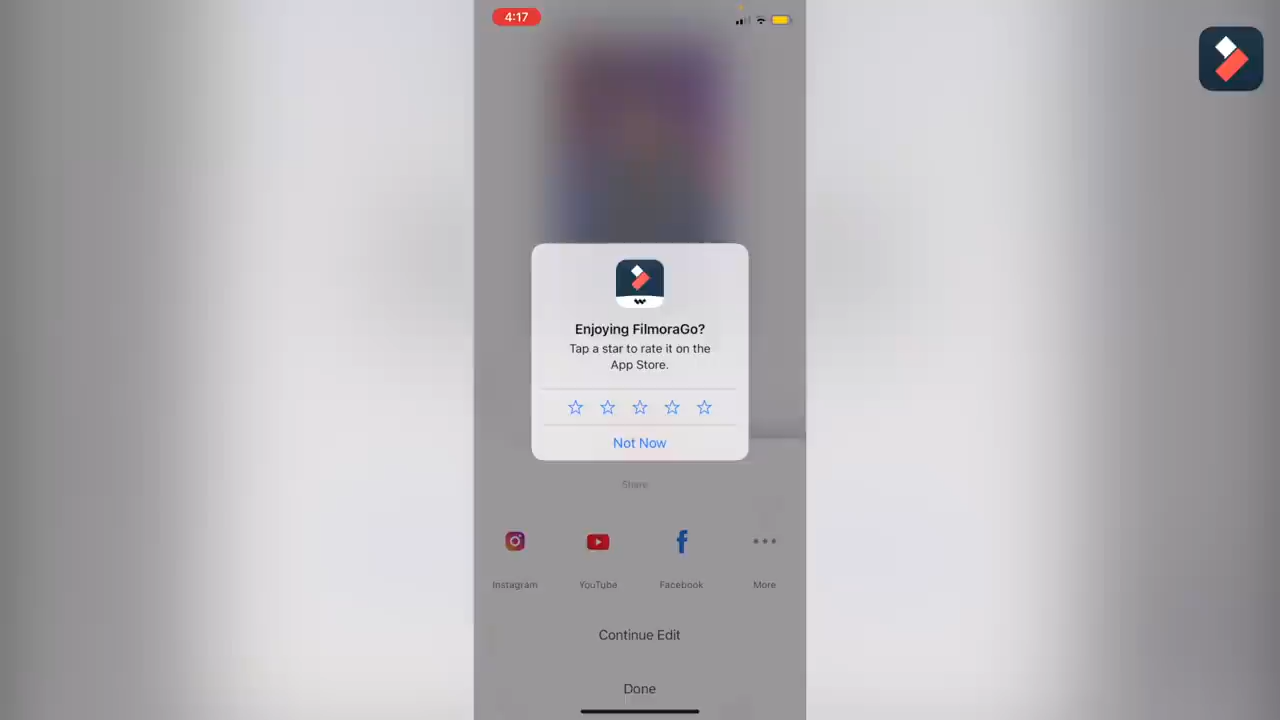 4:17
Enjoying FilmoraGo?
Tap a star to rate it on the
App Store.
Not Now
Share
Instagram
YouTube
Facebook
More
Continue Edit
Done